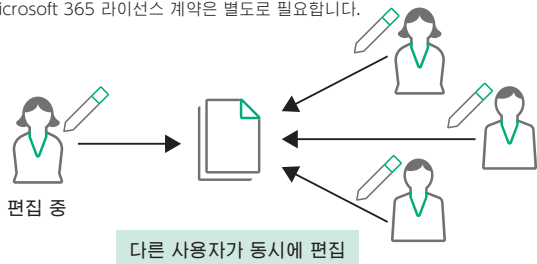 icrosoft 365 라이선스 계약은 별도로 필요합니다.
편집 중
다른 사용자가 동시에 편집